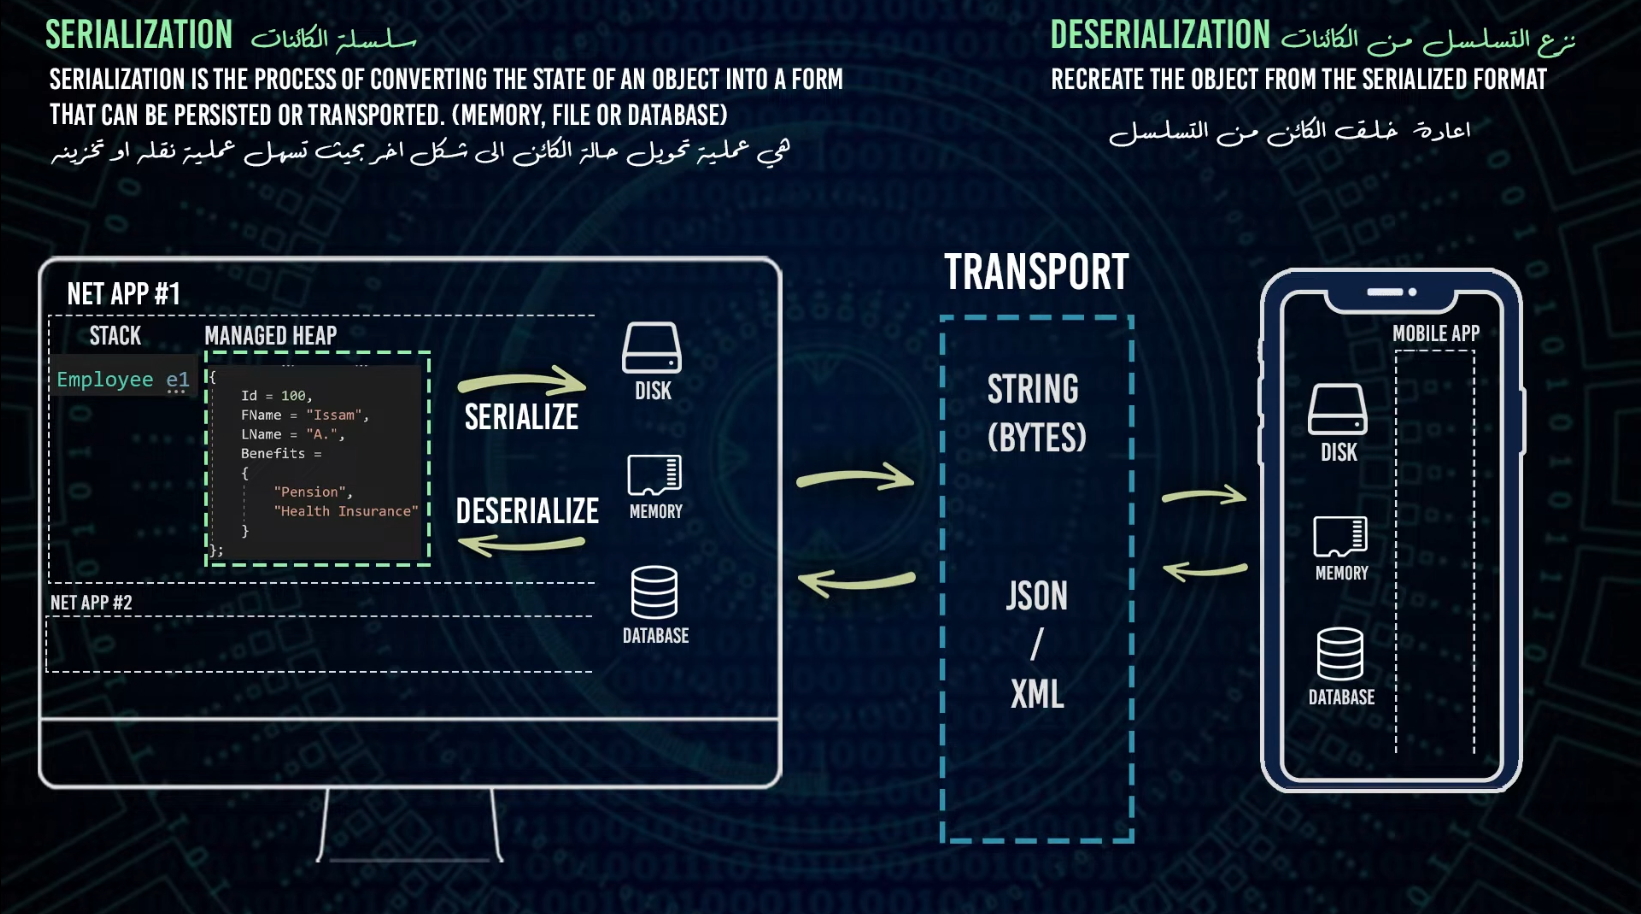 SERIALIZATION سلسلة الكائنات
SERIALIZATION IS THE PROCESS OF CONVERTING THE STATE OF AN OBJECT INTO A FORM
THAT CAN BE PERSISTED OR TRANSPORTED. (MEMORY, FILE OR DATABASE)
هي عملية تحويل حالة الكائن الى شكل اخر بحيث تسهل عملية نقله او تخزينه
DESERIALIZATION نزع التسلسل من الكائنات
RECREATE THE OBJECT FROM THE SERIALIZED FORMAT
اعادة خلق الكائن من التسلسل
NET APP #1
STACK
MANAGED HEAP
Employee e1
{
Id = 100,
FName = "Issam",
LName = "A.",
Benefits =
{
"Pension",
"Health Insurance"
}
};
SERIALIZE
DESERIALIZE
DISK
MEMORY
DATABASE
NET APP #2
TRANSPORT
STRING
(BYTES)
JSON
/
XML
MOBILE APP
DISK
MEMORY
DATABASE